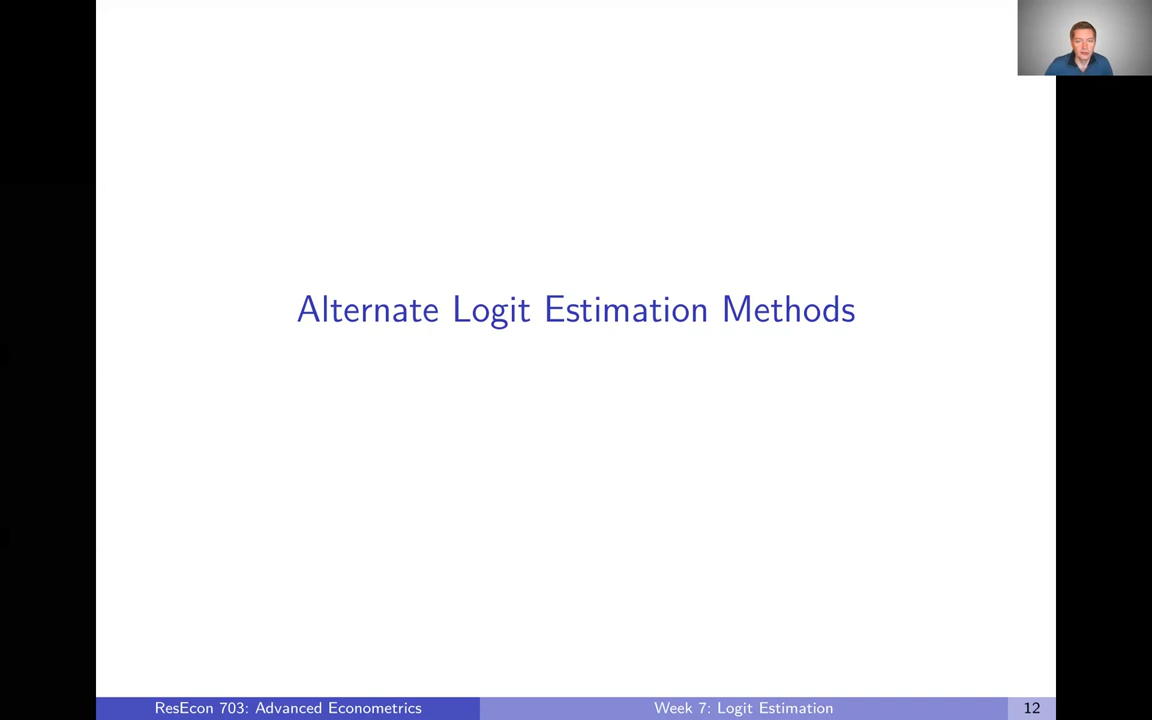 Alternate Logit Estimation Methods
ResEcon 703: Advanced Econometrics
Week 7: Logit Estimation
12